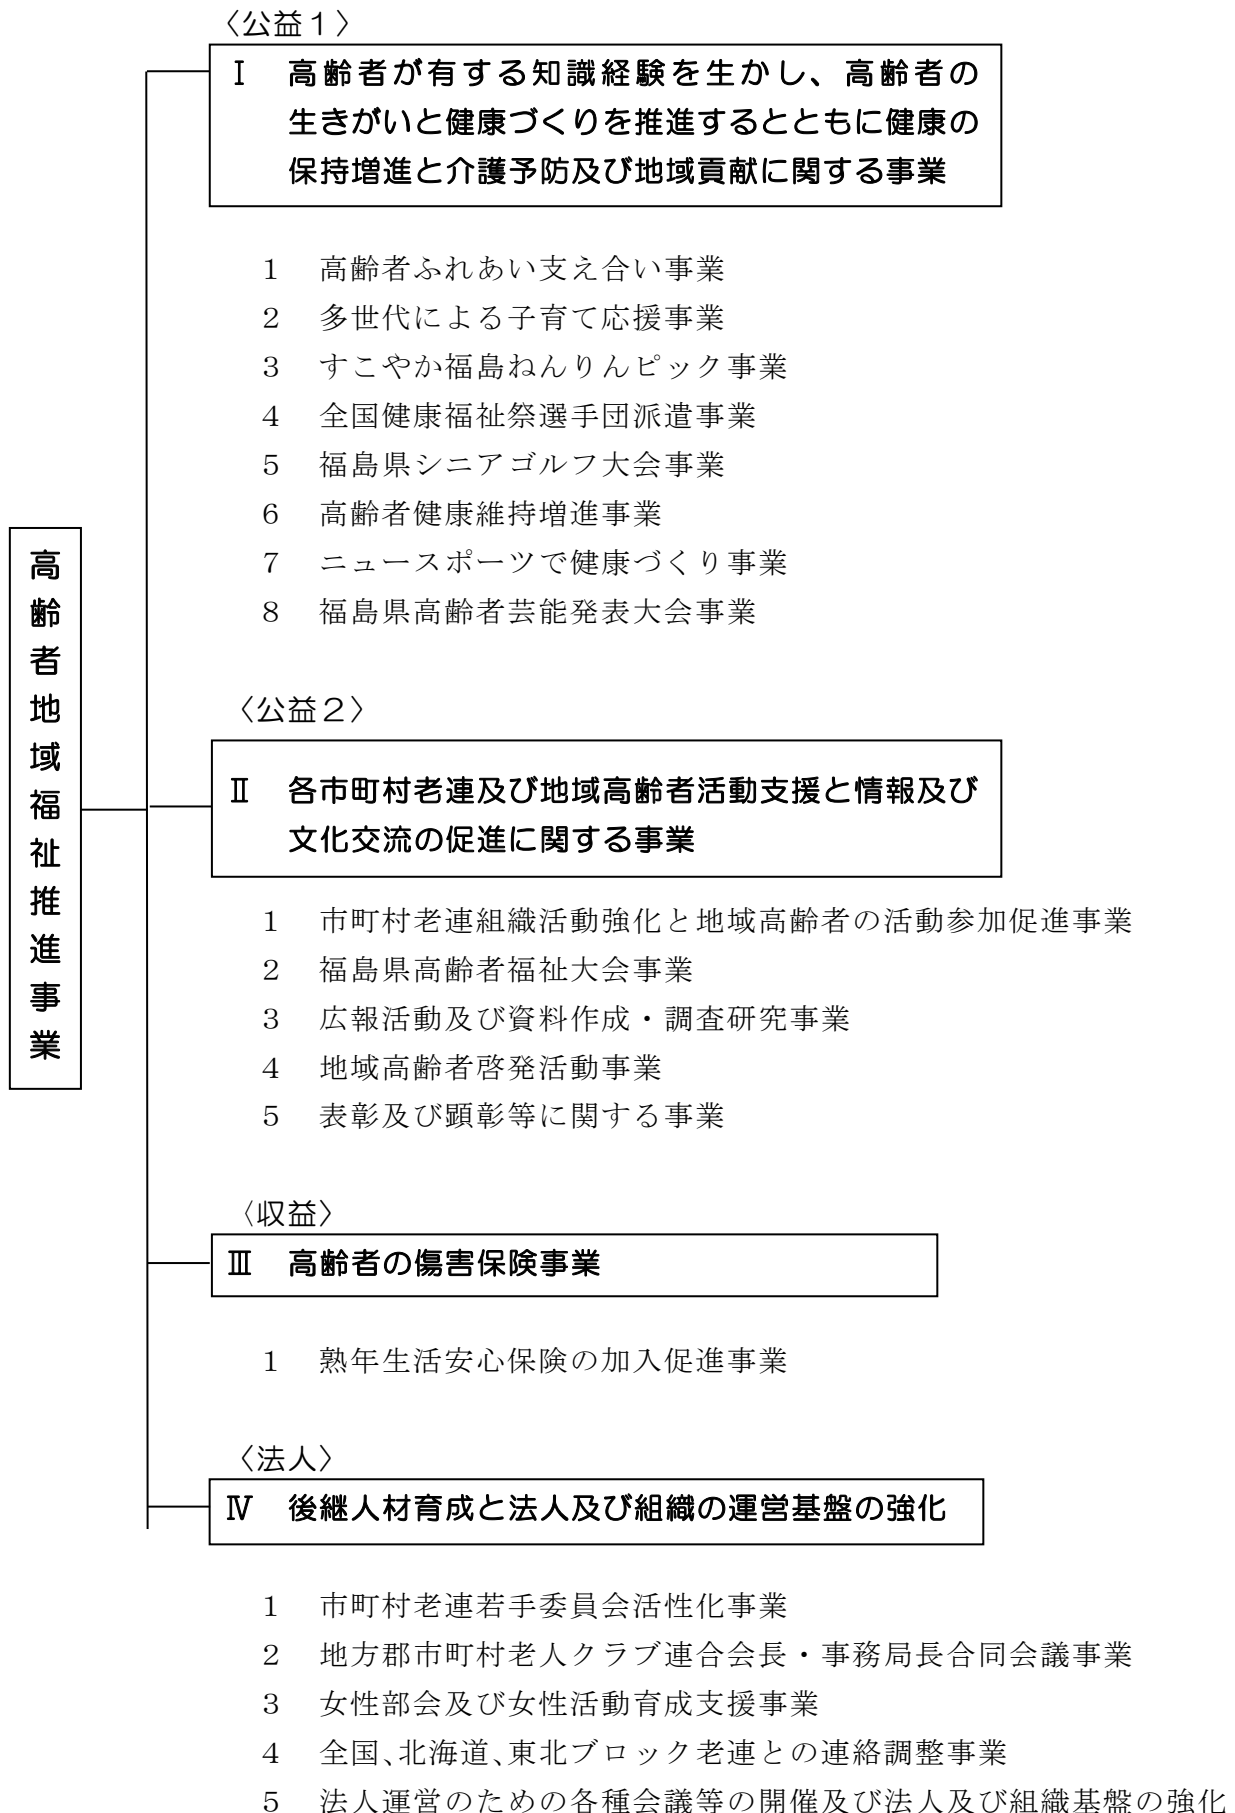 〈公益１〉
Ⅰ　高齢者が有する知識経験を生かし、高齢者の
生きがいと健康づくりを推進するとともに健康の
保持増進と介護予防及び地域貢献に関する事業
1　高齢者ふれあい支え合い事業
2　多世代による子育て応援事業
3　すこやか福島ねんりんピック事業
4　全国健康福祉祭選手団派遣事業
5　福島県シニアゴルフ大会事業
6　高齢者健康維持増進事業
7　ニュースポーツで健康づくり事業
8　福島県高齢者芸能発表大会事業
高齢者地域福祉推進事業
〈公益２〉
Ⅱ　各市町村老連及び地域高齢者活動支援と情報及び
文化交流の促進に関する事業
1　市町村老連組織活動強化と地域高齢者の活動参加促進事業
2　福島県高齢者福祉大会事業
3　広報活動及び資料作成・調査研究事業
4　地域高齢者啓発活動事業
5　表彰及び顕彰等に関する事業
〈収益〉
Ⅲ　高齢者の傷害保険事業
1　熟年生活安心保険の加入促進事業
〈法人〉
Ⅳ　後継人材育成と法人及び組織の運営基盤の強化
1　市町村老連若手委員会活性化事業
2　地方郡市町村老人クラブ連合会長・事務局長合同会議事業
3　女性部会及び女性活動育成支援事業
4　全国、北海道、東北ブロック老連との連絡調整事業
5　法人運営のための各種会議等の開催及び法人及び組織基盤の強化